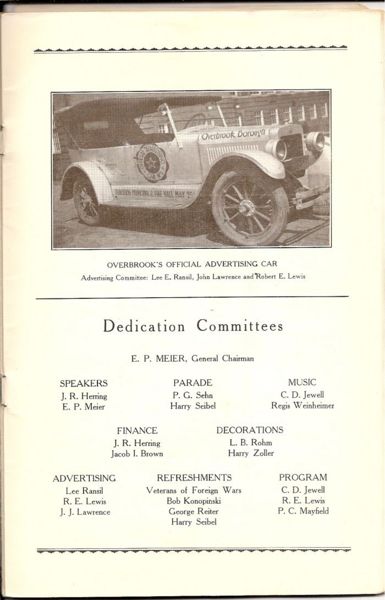 Overbrook Borough
OVERBROOK'S OFFICIAL ADVERTISING CAR
Advertising Committee: Lee E. Ransil, John Lawrence and Robert E. Lewis
Dedication Committees
E. P. MEIER, General Chairman
SPEAKERS
J. R. Herring
E. P. Meier
PARADE
P. G. Sehn
Harry Seibel
MUSIC
C. D. Jewell
Regis Weinheimer
FINANCE
J. R. Herring
Jacob I. Brown
DECORATIONS
L. B. Rohm
Harry Zoller
ADVERTISING
Lee Ransil
R. E. Lewis
J. J. Lawrence
REFRESHMENTS
Veterans of Foreign Wars
Bob Konopinski
George Reiter
Harry Seibel
PROGRAM
C. D. Jewell
R. E. Lewis
P. C. Mayfield